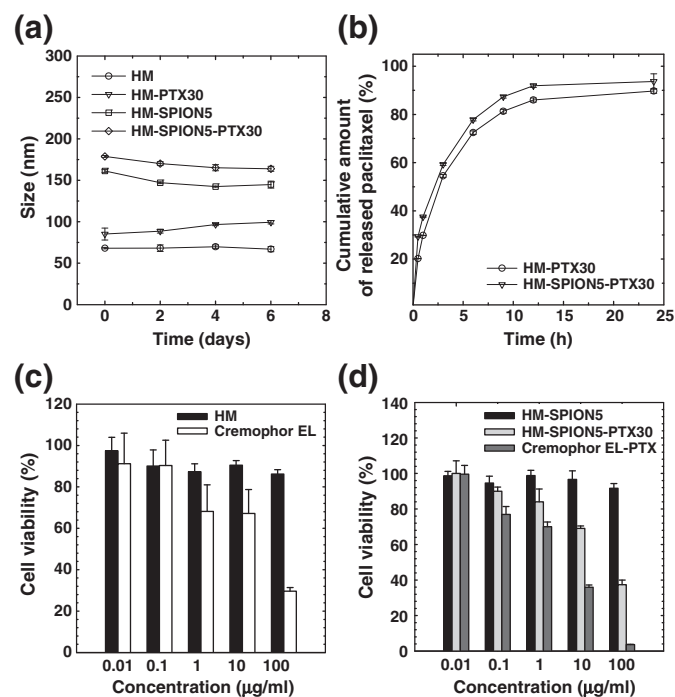 (a)
300
250
200
150
100
50
0
Size (nm)
HM
HM-PTX30
HM-SPION5
HM-SPION5-PTX30
0 2 4 6 8
Time (days)
(b)
100
80
60
40
20
Cumulative amount
of released paclitaxel (%)
HM-PTX30
HM-SPION5-PTX30
0 5 10 15 20 25
Time (h)
(c)
120
100
80
60
40
20
0
Cell viability (%)
HM
Cremophor EL
0.01 0.1 1 10 100
Concentration (μg/ml)
(d)
140
120
100
80
60
40
20
0
Cell viability (%)
HM-SPION5
HM-SPION5-PTX30
Cremophor EL-PTX
0.01 0.1 1 10 100
Concentration (μg/ml)